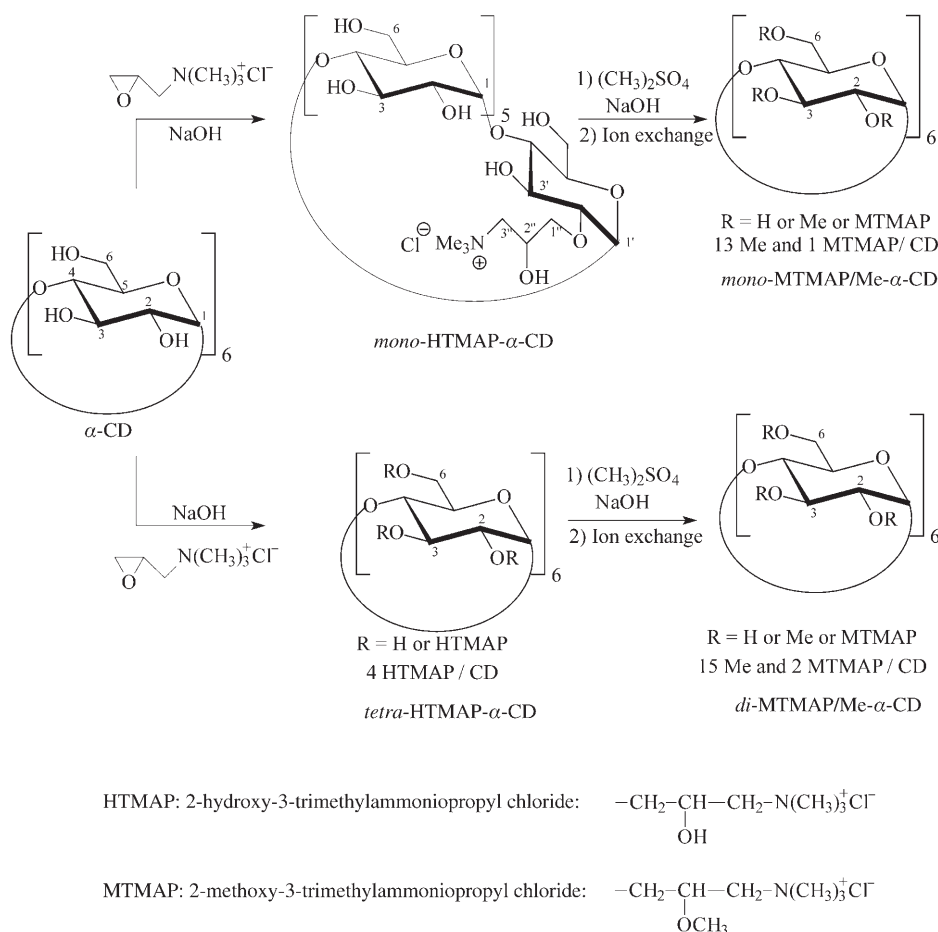 HO
6
O
O
HO
3
OH
1
5
O
HO
O
HO
3'
O
1'
Cl⊖ Me3N
⊕
3''
2''
1''
OH
mono-HTMAP-α-CD
N(CH3)3+Cl−
O
NaOH
1) (CH3)2SO4
NaOH
2) Ion exchange
RO
6
O
O
RO
3
2
OR
6
R = H or Me or MTMAP
13 Me and 1 MTMAP/ CD
mono-MTMAP/Me-α-CD
HO
6
O
4
5
O
HO
3
2
OH
1
6
α-CD
NaOH
N(CH3)3+Cl−
O
RO
6
O
O
RO
3
2
OR
6
R = H or HTMAP
4 HTMAP / CD
tetra-HTMAP-α-CD
1) (CH3)2SO4
NaOH
2) Ion exchange
RO
6
O
O
RO
3
2
OR
6
R = H or Me or MTMAP
15 Me and 2 MTMAP / CD
di-MTMAP/Me-α-CD
HTMAP: 2-hydroxy-3-trimethylammoniopropyl chloride: −CH2−CH−CH2−N(CH3)3+Cl−
OH
MTMAP: 2-methoxy-3-trimethylammoniopropyl chloride: −CH2−CH−CH2−N(CH3)3+Cl−
OCH3